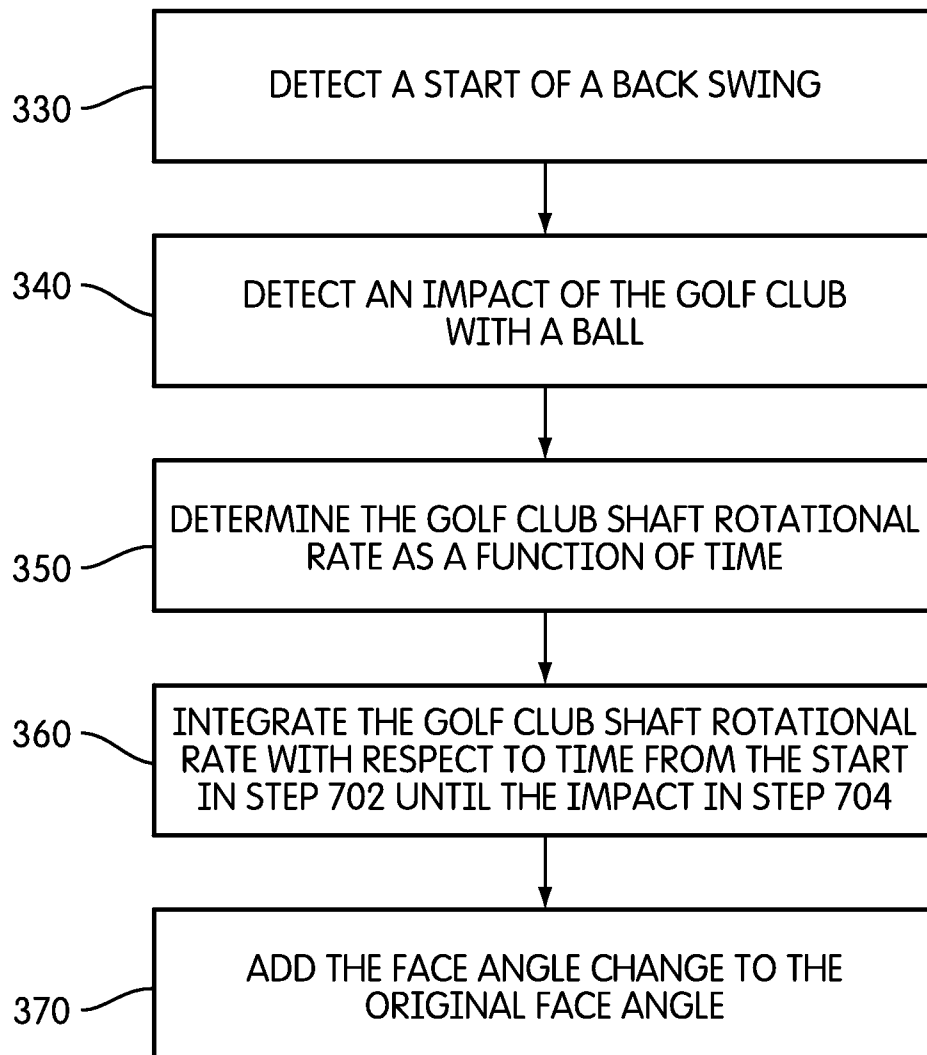 330
DETECT A START OF A BACK SWING
340
DETECT AN IMPACT OF THE GOLF CLUB
WITH A BALL
350
DETERMINE THE GOLF CLUB SHAFT ROTATIONAL
RATE AS A FUNCTION OF TIME
360
INTEGRATE THE GOLF CLUB SHAFT ROTATIONAL
RATE WITH RESPECT TO TIME FROM THE START
IN STEP 702 UNTIL THE IMPACT IN STEP 704
370
ADD THE FACE ANGLE CHANGE TO THE
ORIGINAL FACE ANGLE